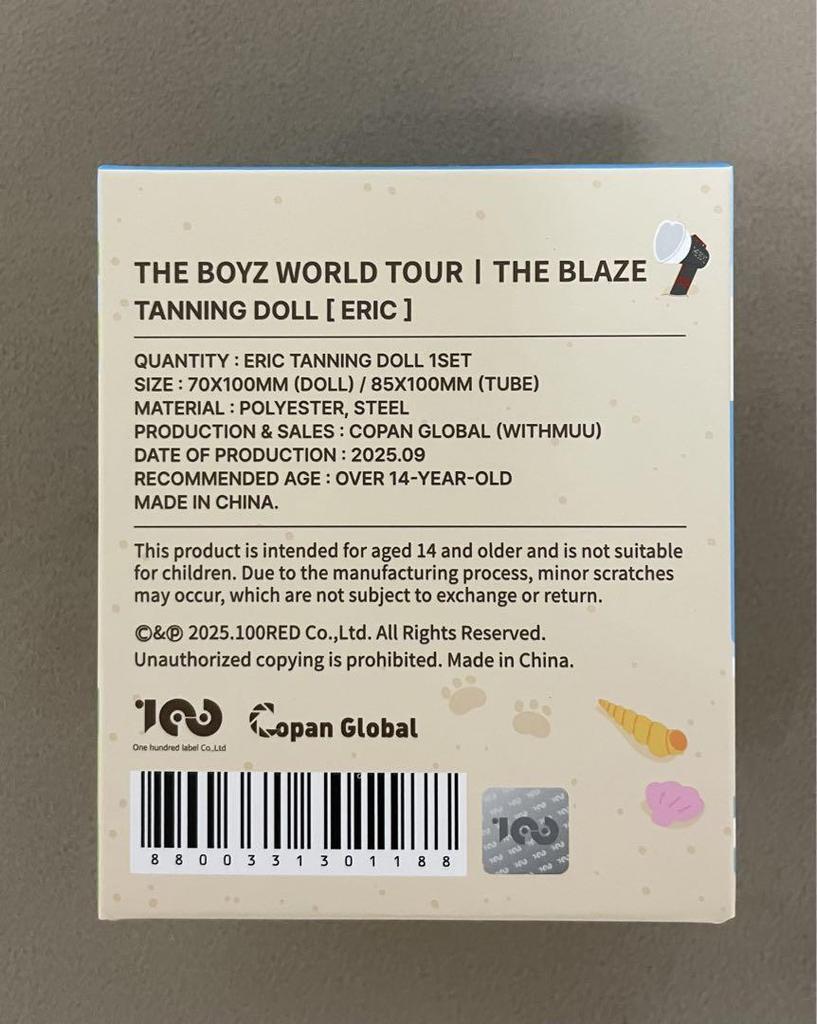 THE BOYZ WORLD TOUR | THE BLAZE
TANNING DOLL [ ERIC ]
QUANTITY : ERIC TANNING DOLL 1SET
SIZE : 70X100MM (DOLL) / 85X100MM (TUBE)
MATERIAL : POLYESTER, STEEL
PRODUCTION & SALES : COPAN GLOBAL (WITHMUU)
DATE OF PRODUCTION : 2025.09
RECOMMENDED AGE : OVER 14-YEAR-OLD
MADE IN CHINA.
This product is intended for aged 14 and older and is not suitable
for children. Due to the manufacturing process, minor scratches
may occur, which are not subject to exchange or return.
©&℗ 2025.100RED Co.,Ltd. All Rights Reserved.
Unauthorized copying is prohibited. Made in China.
100 Copan Global
One hundred label Co.,Ltd
8800331301188
100